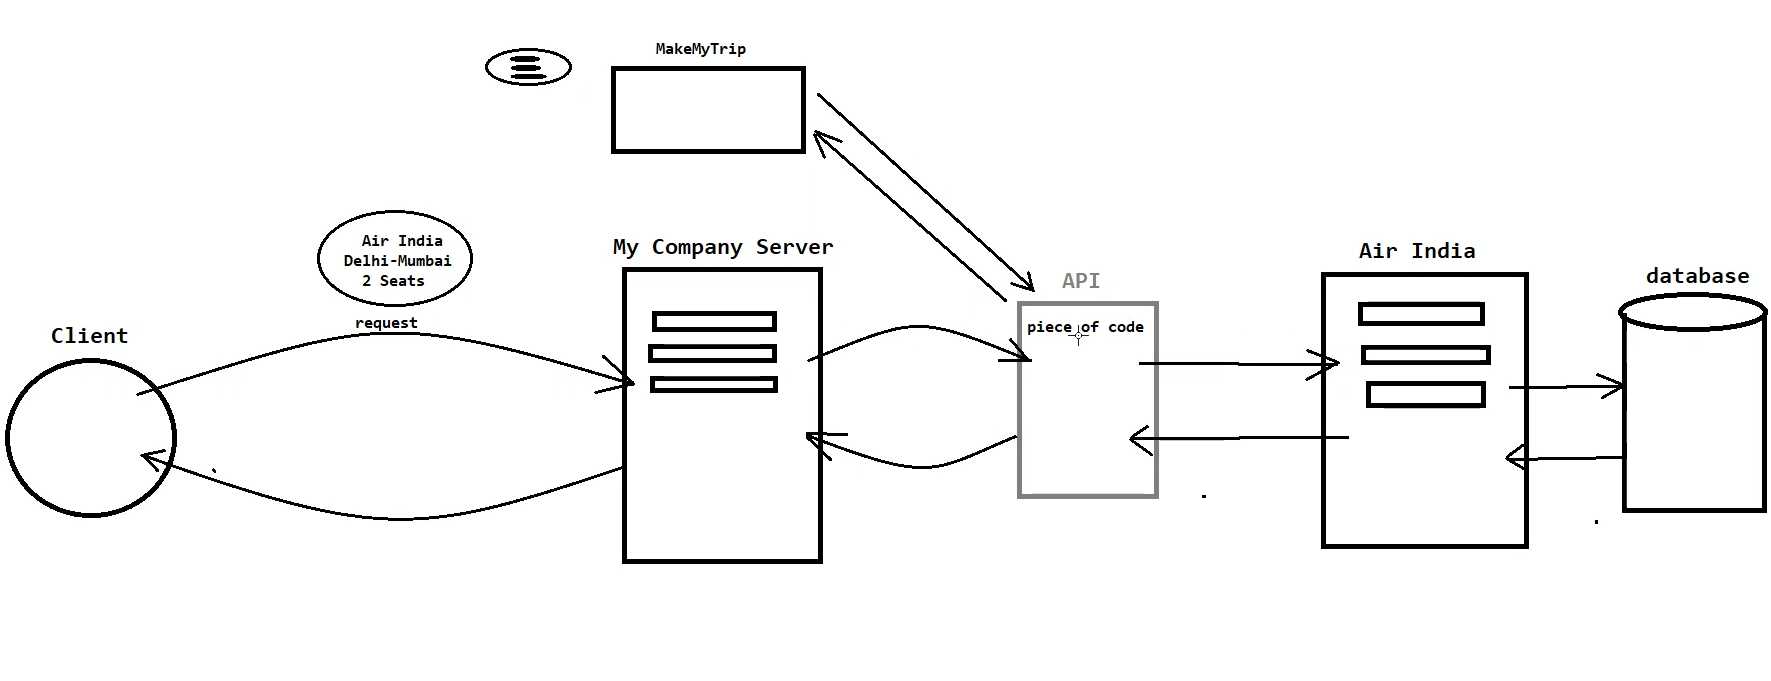 MakeMyTrip
Air India
Delhi-Mumbai
2 Seats
request
Client
My Company Server
API
piece of code
Air India
database